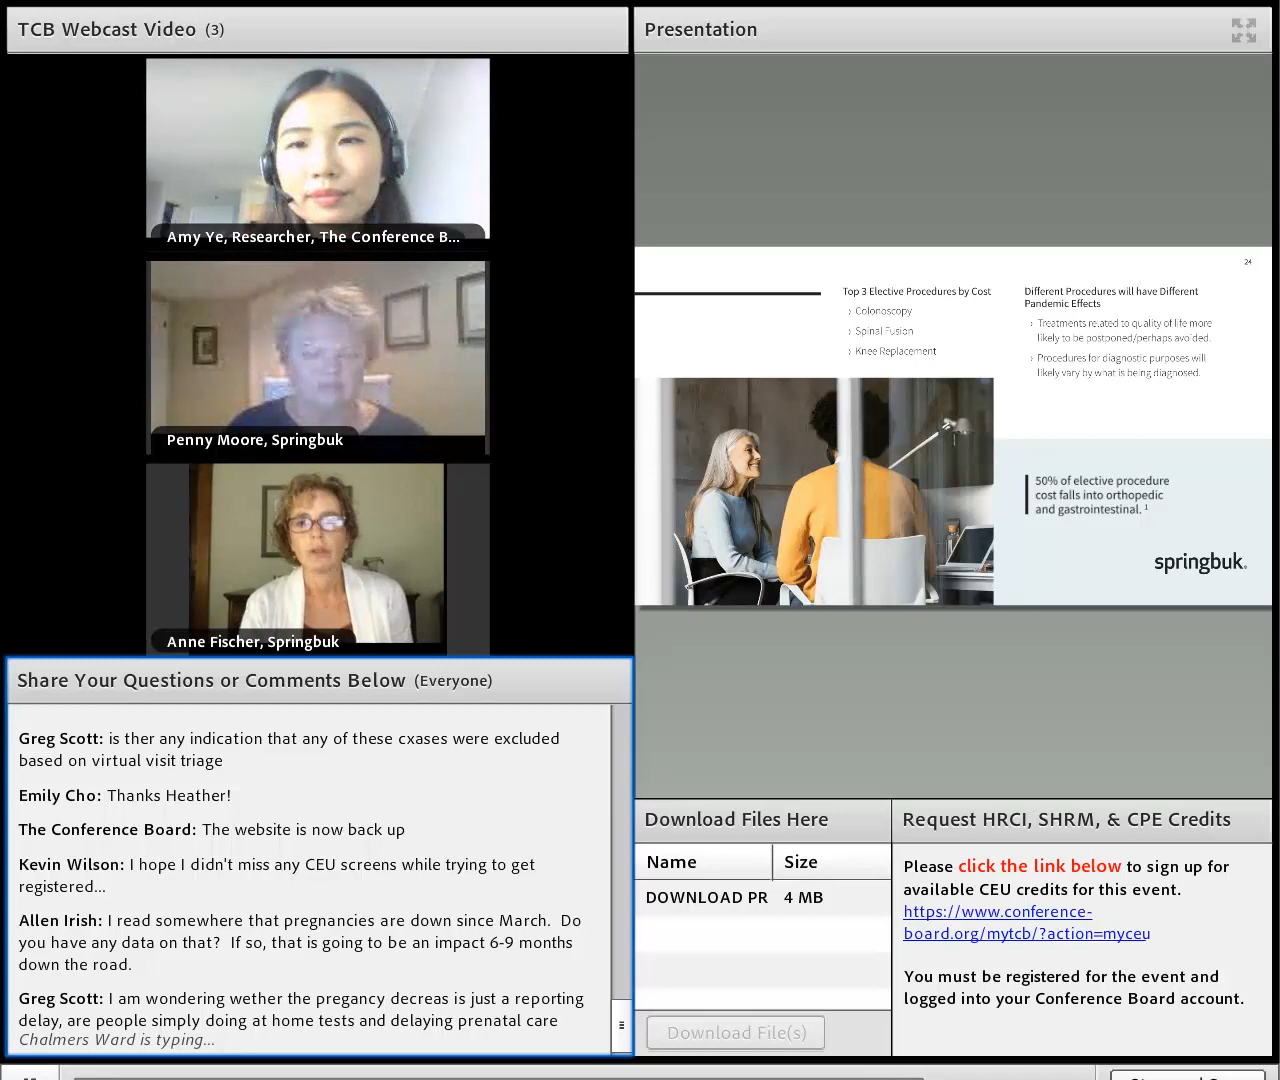 TCB Webcast Video (3)
Amy Ye, Researcher, The Conference B...
Penny Moore, Springbuk
Anne Fischer, Springbuk
Share Your Questions or Comments Below (Everyone)
Greg Scott: is ther any indication that any of these cxases were excluded
based on virtual visit triage
Emily Cho: Thanks Heather!
The Conference Board: The website is now back up
Kevin Wilson: I hope I didn't miss any CEU screens while trying to get
registered...
Allen Irish: I read somewhere that pregnancies are down since March. Do
you have any data on that? If so, that is going to be an impact 6-9 months
down the road.
Greg Scott: I am wondering wether the pregancy decreas is just a reporting
delay, are people simply doing at home tests and delaying prenatal care
Chalmers Ward is typing...
Presentation
24
Top 3 Elective Procedures by Cost
› Colonoscopy
› Spinal Fusion
› Knee Replacement
Different Procedures will have Different
Pandemic Effects
› Treatments related to quality of life more
likely to be postponed/perhaps avoided.
› Procedures for diagnostic purposes will
likely vary by what is being diagnosed.
50% of elective procedure
cost falls into orthopedic
and gastrointestinal. 1
springbuk.
Download Files Here
Name Size
DOWNLOAD PR 4 MB
Download File(s)
Request HRCI, SHRM, & CPE Credits
Please click the link below to sign up for
available CEU credits for this event.
https://www.conference-
board.org/mytcb/?action=myceu
You must be registered for the event and
logged into your Conference Board account.